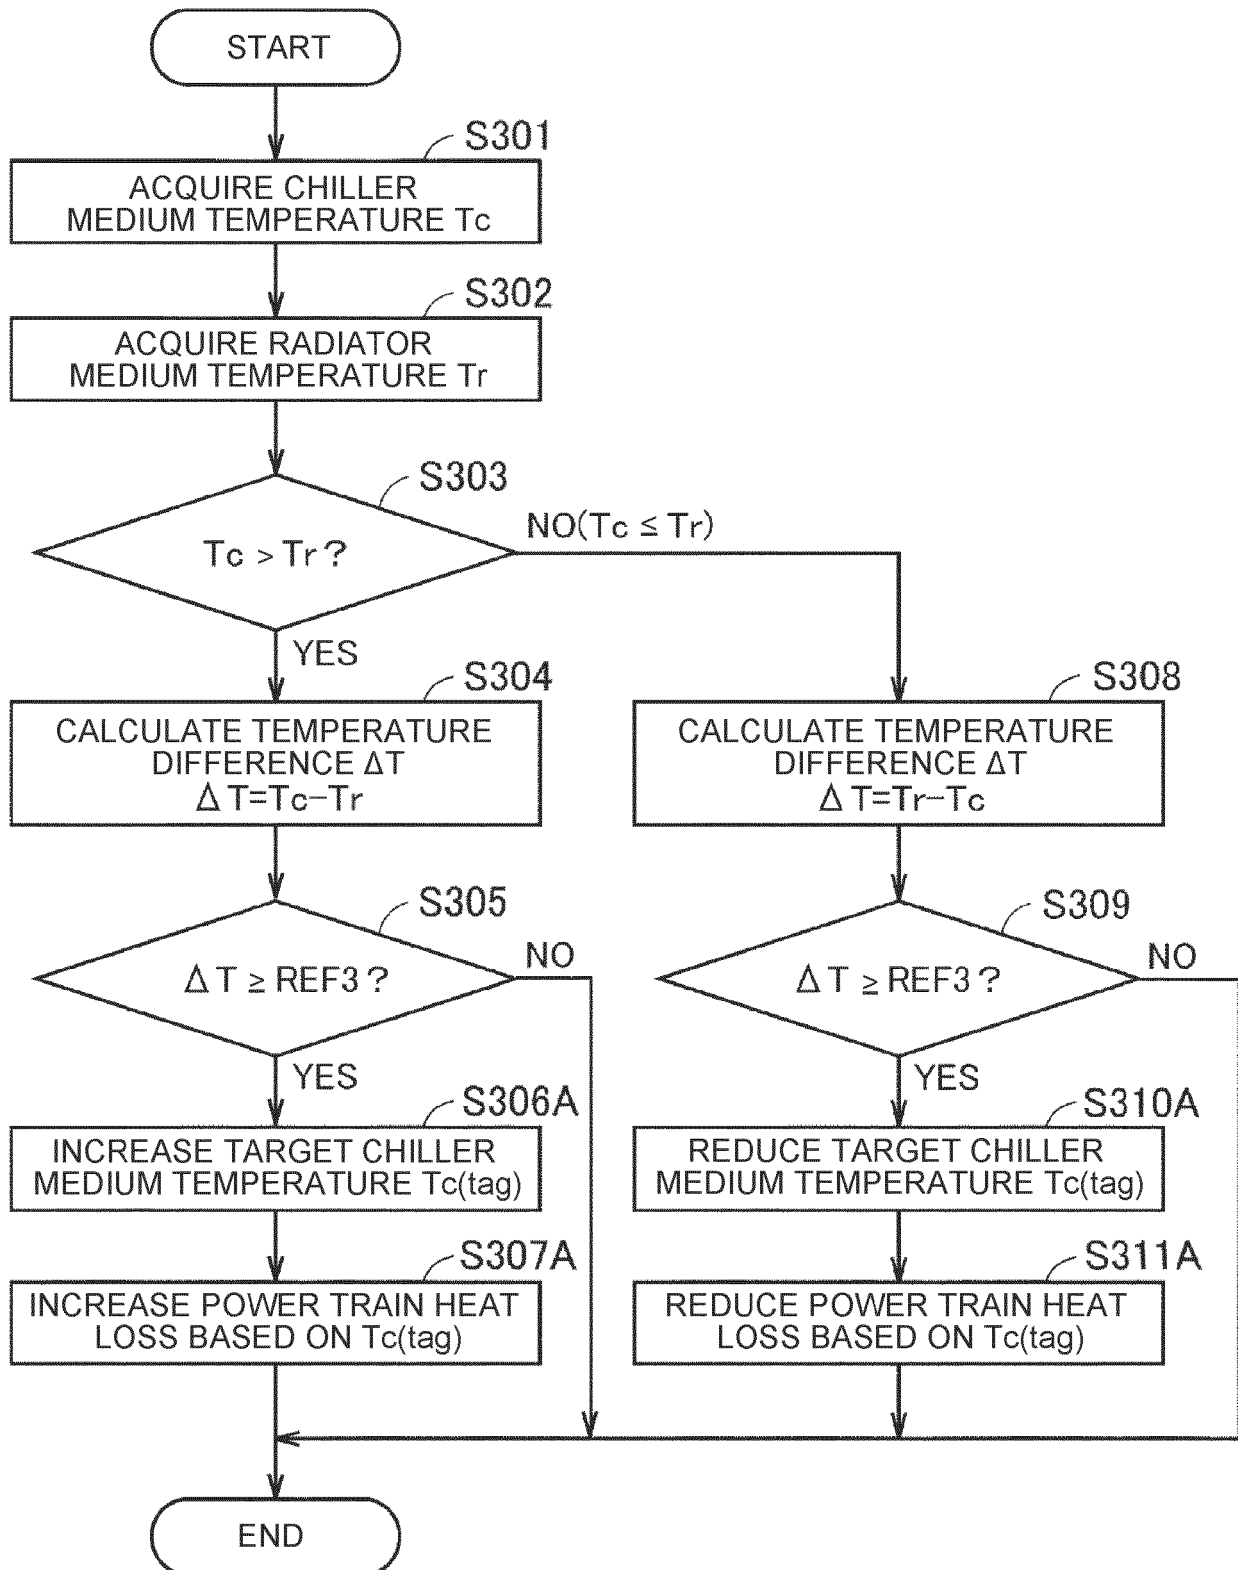 START
S301
ACQUIRE CHILLER
MEDIUM TEMPERATURE Tc
S302
ACQUIRE RADIATOR
MEDIUM TEMPERATURE Tr
S303
Tc > Tr ?
NO(Tc ≤ Tr)
YES
S304
CALCULATE TEMPERATURE
DIFFERENCE ΔT
ΔT=Tc−Tr
S305
ΔT ≥ REF3 ?
NO
YES
S306A
INCREASE TARGET CHILLER
MEDIUM TEMPERATURE Tc(tag)
S307A
INCREASE POWER TRAIN HEAT
LOSS BASED ON Tc(tag)
S308
CALCULATE TEMPERATURE
DIFFERENCE ΔT
ΔT=Tr−Tc
S309
ΔT ≥ REF3 ?
NO
YES
S310A
REDUCE TARGET CHILLER
MEDIUM TEMPERATURE Tc(tag)
S311A
REDUCE POWER TRAIN HEAT
LOSS BASED ON Tc(tag)
END